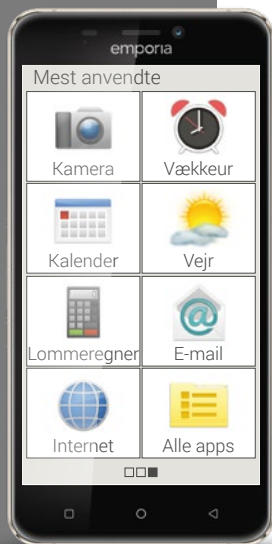 emporia
Mest anvendte
Kamera
Vækkeur
Kalender
Vejr
Lommeregner
E-mail
Internet
Alle apps